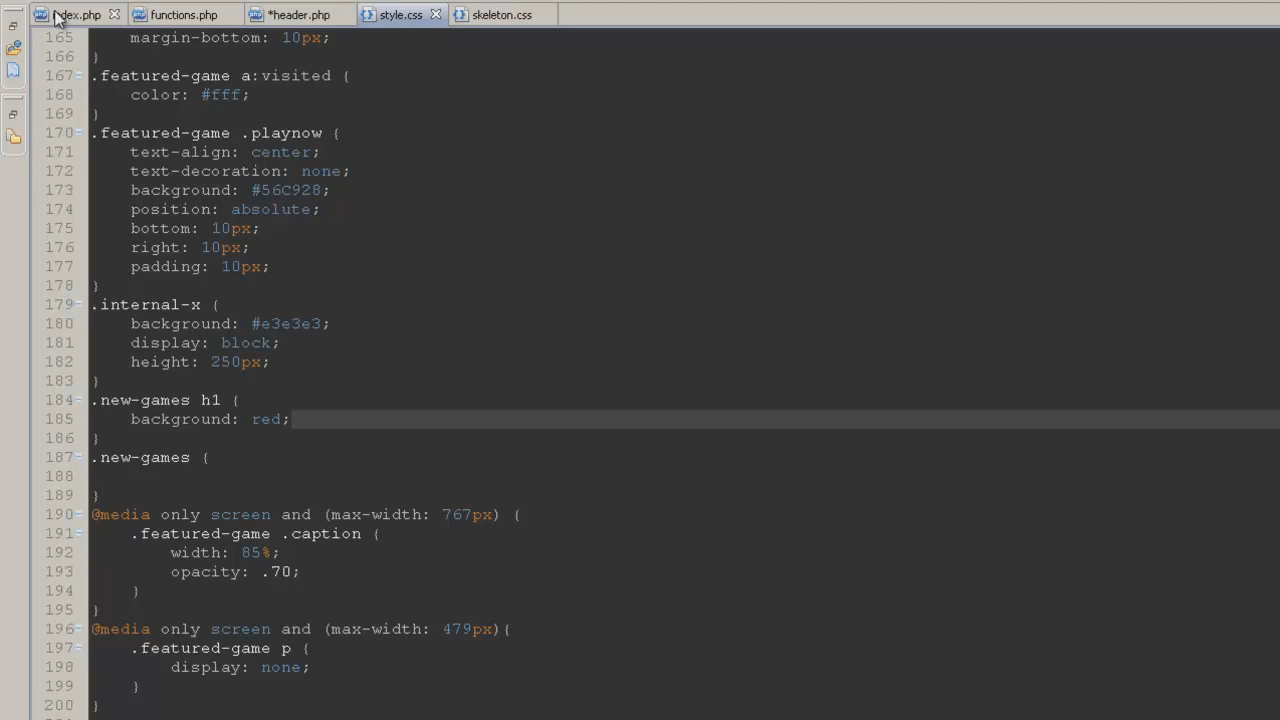 index.php functions.php *header.php style.css skeleton.css
165 margin-bottom: 10px;
166 }
167 .featured-game a:visited {
168 color: #fff;
169 }
170 .featured-game .playnow {
171 text-align: center;
172 text-decoration: none;
173 background: #56C928;
174 position: absolute;
175 bottom: 10px;
176 right: 10px;
177 padding: 10px;
178 }
179 .internal-x {
180 background: #e3e3e3;
181 display: block;
182 height: 250px;
183 }
184 .new-games h1 {
185 background: red;
186 }
187 .new-games {
188
189 }
190 @media only screen and (max-width: 767px) {
191 .featured-game .caption {
192 width: 85%;
193 opacity: .70;
194 }
195 }
196 @media only screen and (max-width: 479px){
197 .featured-game p {
198 display: none;
199 }
200 }